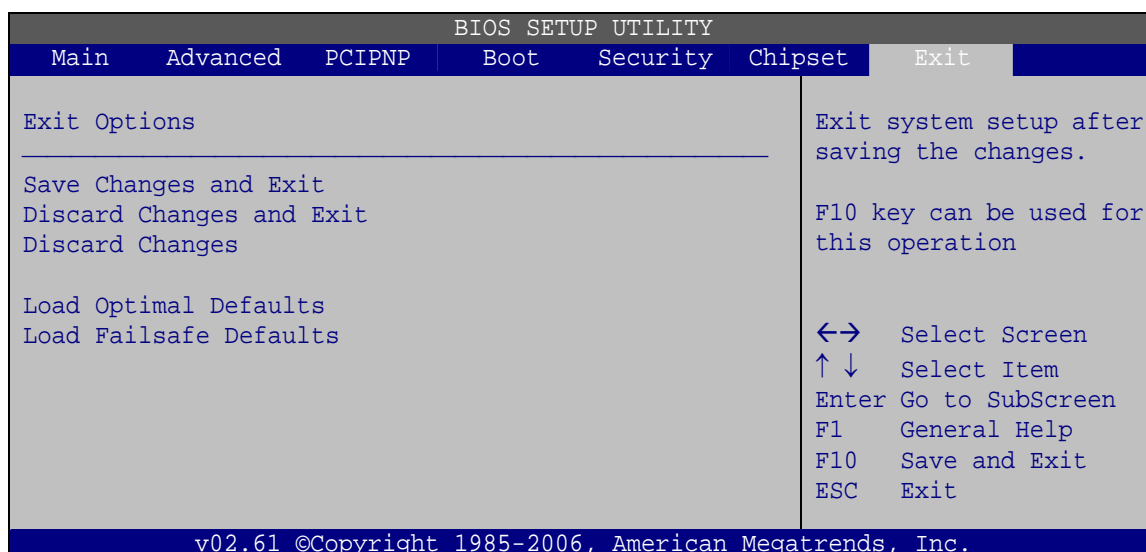 BIOS SETUP UTILITY
Main Advanced PCIPNP Boot Security Chipset Exit
Exit Options
Save Changes and Exit
Discard Changes and Exit
Discard Changes
Load Optimal Defaults
Load Failsafe Defaults
Exit system setup after
saving the changes.
F10 key can be used for
this operation
←→ Select Screen
↑ ↓ Select Item
Enter Go to SubScreen
F1 General Help
F10 Save and Exit
ESC Exit
v02.61 ©Copyright 1985-2006, American Megatrends, Inc.